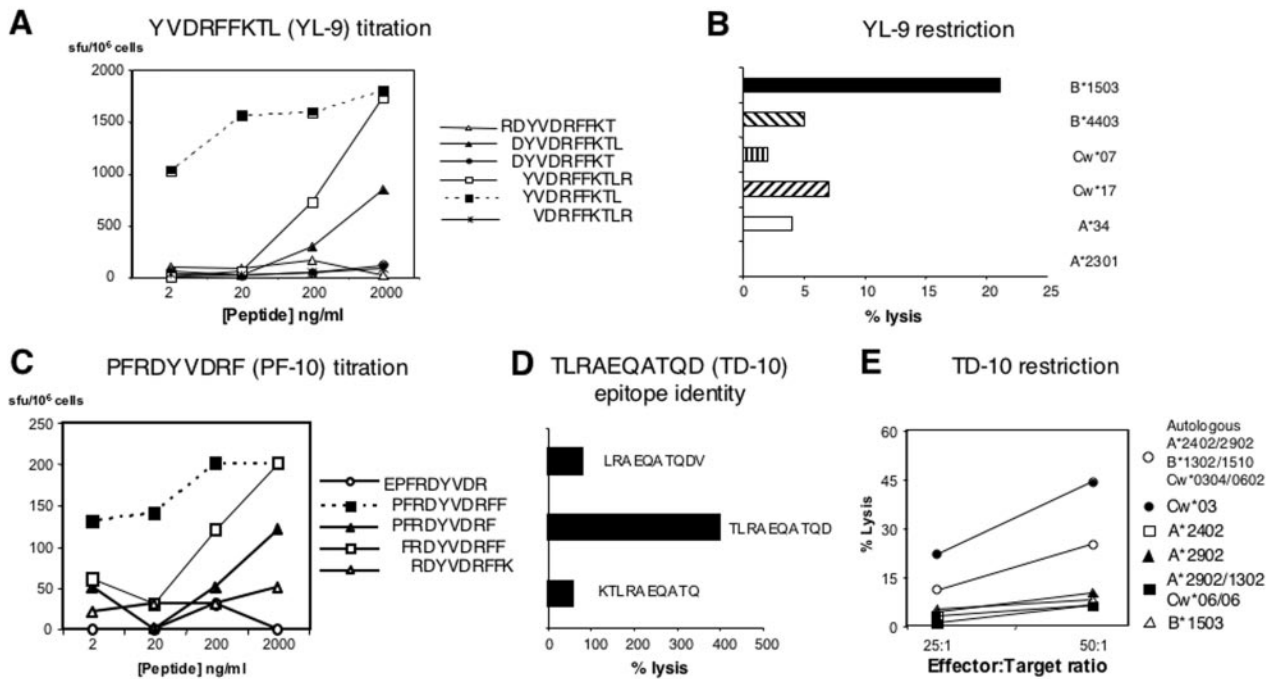 A YVDRFFKTL (YL-9) titration
sfu/10⁶ cells
2000
1500
1000
500
0
2 20 200 2000
[Peptide] ng/ml
RDYVDRFFKT
DYVDRFFKTL
DYVDRFFKT
YVDRFFKTLR
YVDRFFKTL
VDRFFKTLR
B YL-9 restriction
B*1503
B*4403
Cw*07
Cw*17
A*34
A*2301
0 5 10 15 20 25
% lysis
C PFRDYVDRF (PF-10) titration
sfu/10⁶ cells
250
200
150
100
50
0
2 20 200 2000
[Peptide] ng/ml
EPFRDYVDR
PFRDYVDRFF
PFRDYVDRF
FRDYVDRFF
RDYVDRFFK
D TLRAEQATQD (TD-10)
epitope identity
LRAEQATQDV
TLRAEQATQD
KTLRAEQATQ
0 100 200 300 400 500
% lysis
E TD-10 restriction
60
45
30
15
0
% Lysis
25:1 50:1
Effector:Target ratio
Autologous
A*2402/2902
B*1302/1510
Cw*0304/0602
Cw*03
A*2402
A*2902
A*2902/1302
Cw*06/06
B*1503